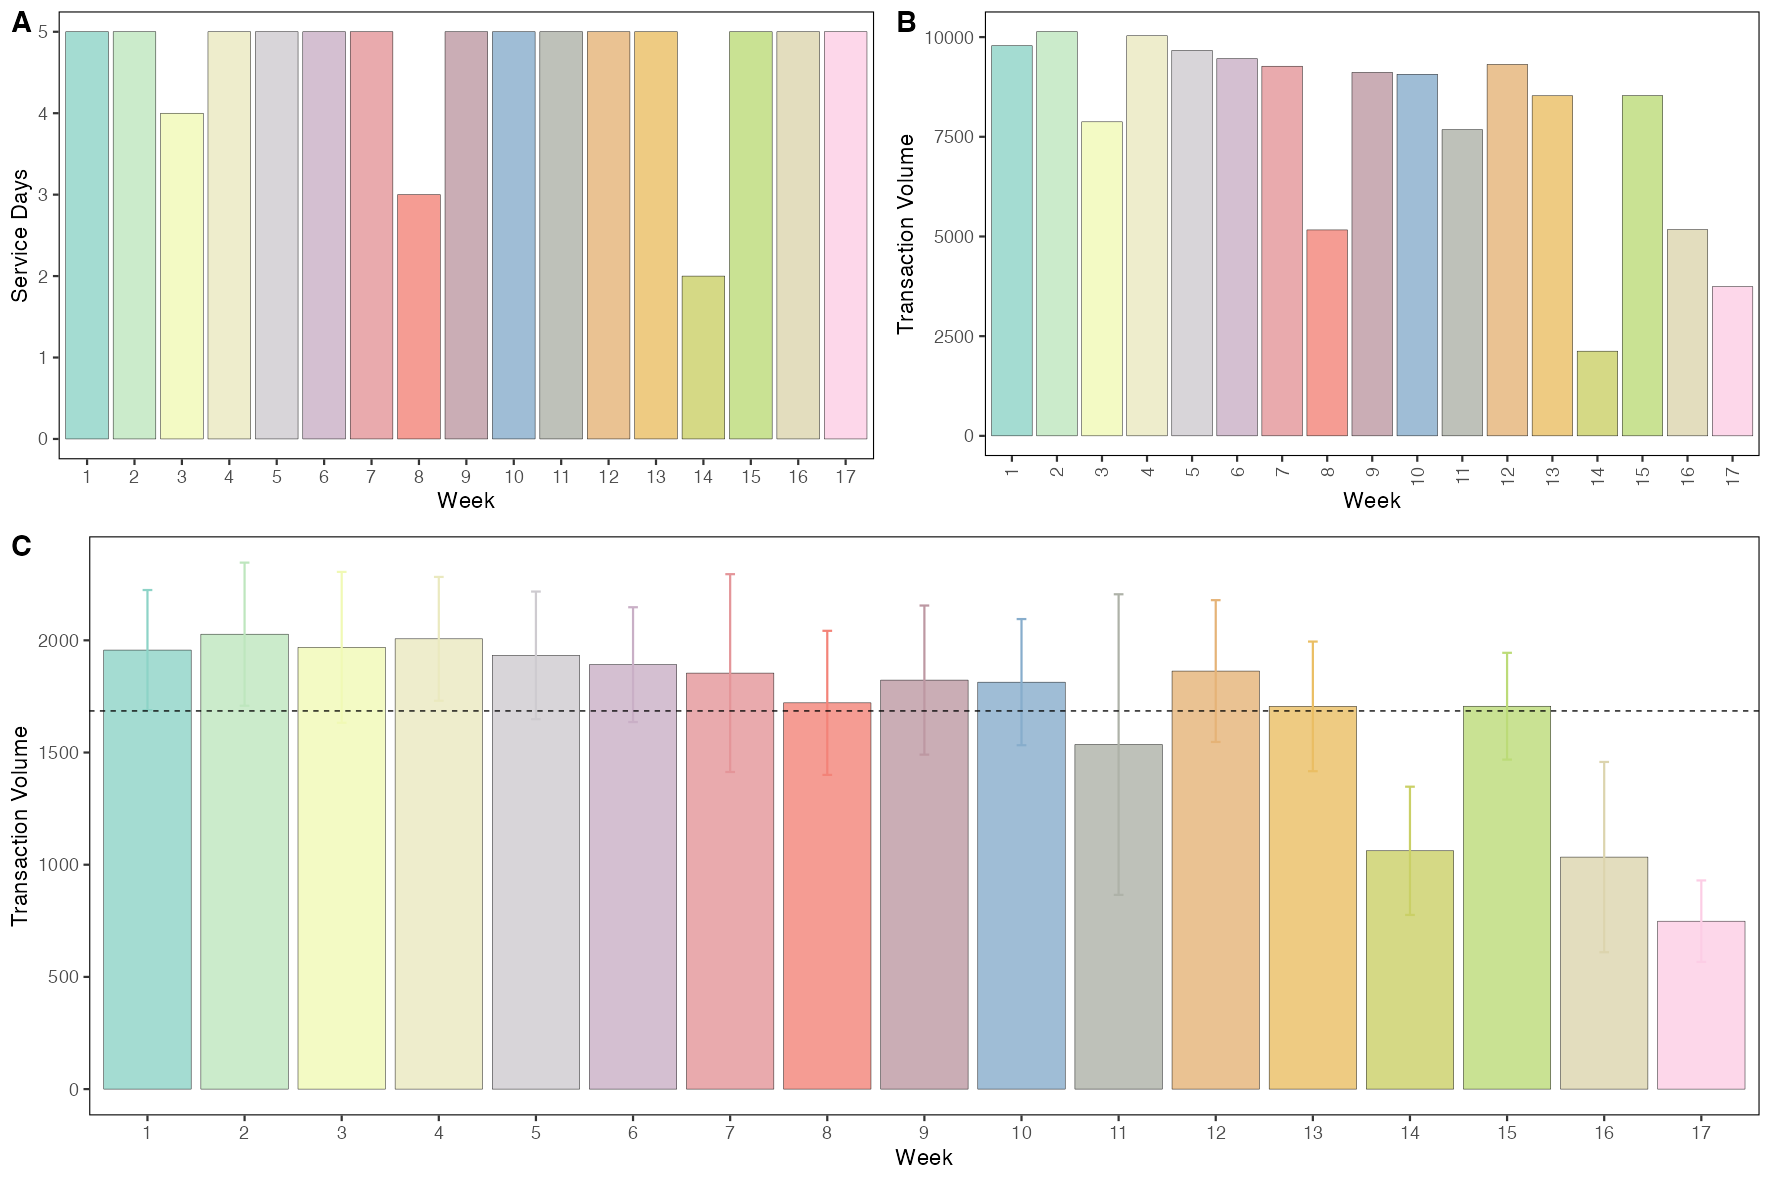 A
5
4
3
2
1
0
Service Days
1 2 3 4 5 6 7 8 9 10 11 12 13 14 15 16 17
Week
B
10000
7500
5000
2500
0
Transaction Volume
1 2 3 4 5 6 7 8 9 10 11 12 13 14 15 16 17
Week
C
2000
1500
1000
500
0
Transaction Volume
1 2 3 4 5 6 7 8 9 10 11 12 13 14 15 16 17
Week